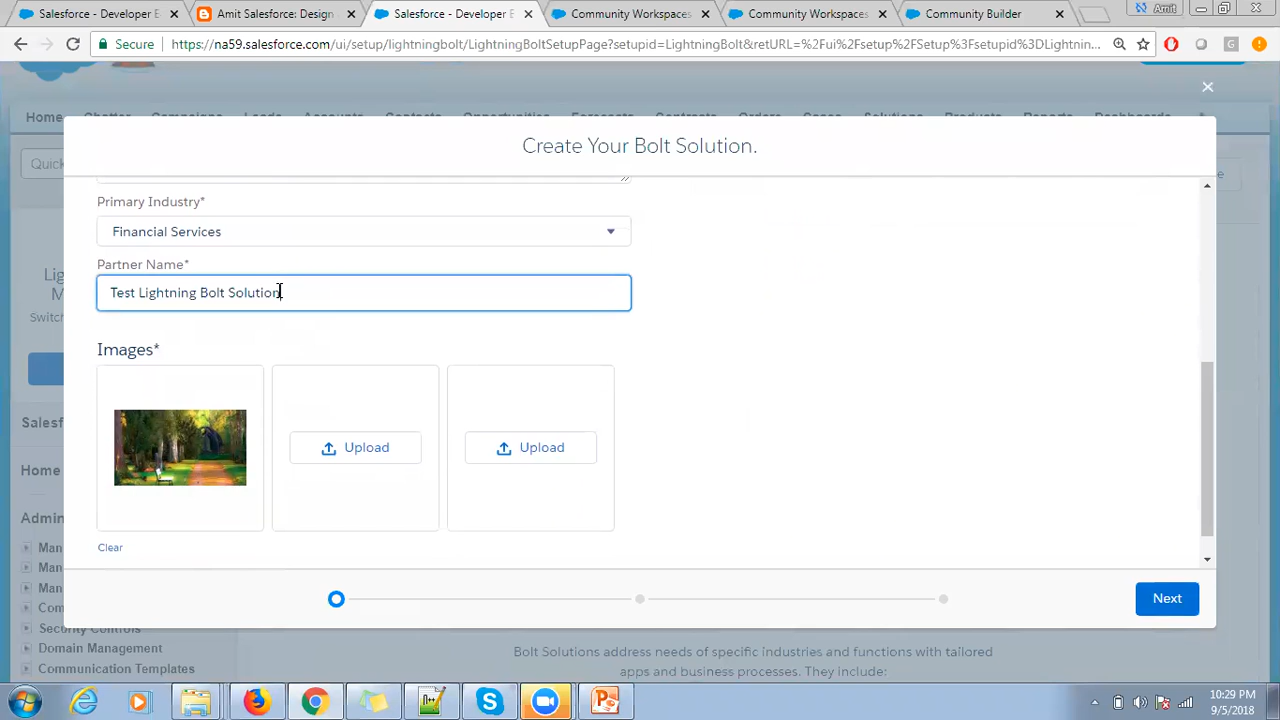 Salesforce - Developer E
Amit Salesforce: Design
Salesforce - Developer E
Community Workspaces
Community Workspaces
Community Builder
Amit
Secure
https://na59.salesforce.com/ui/setup/lightningbolt/LightningBoltSetupPage?setupid=LightningBolt&retURL=%2Fui%2Fsetup%2FSetup%3Fsetupid%3DLightnin...
Home Chatter Campaigns Leads Accounts Contacts Opportunities Forecasts Contracts Orders Cases Solutions Products Reports Dashboards
Quick
Create Your Bolt Solution.
Primary Industry*
Financial Services
Partner Name*
Test Lightning Bolt Solution
Images*
Upload
Upload
Clear
Next
Switc
Salesf
Home
Admin
Man
Man
Man
Com
Security Controls
Domain Management
Communication Templates
Bolt Solutions address needs of specific industries and functions with tailored
apps and business processes. They include:
10:29 PM
9/5/2018